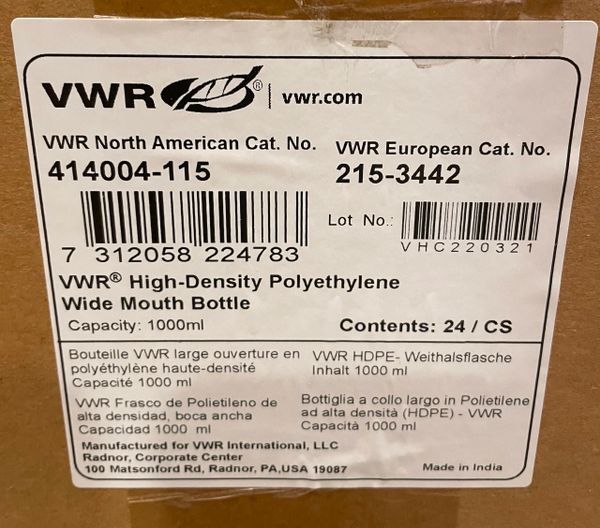 VWR® | vwr.com
VWR North American Cat. No.
414004-115
VWR European Cat. No.
215-3442
7 312058 224783
Lot No.:
VHC220321
VWR® High-Density Polyethylene
Wide Mouth Bottle
Capacity: 1000ml
Contents: 24 / CS
Bouteille VWR large ouverture en
polyéthylène haute-densité
Capacité 1000 ml
VWR HDPE- Weithalsflasche
Inhalt 1000 ml
VWR Frasco de Polietileno de
alta densidad, boca ancha
Capacidad 1000 ml
Bottiglia a collo largo in Polietilene
ad alta densità (HDPE) - VWR
Capacità 1000 ml
Manufactured for VWR International, LLC
Radnor, Corporate Center
100 Matsonford Rd, Radnor, PA,USA 19087
Made in India